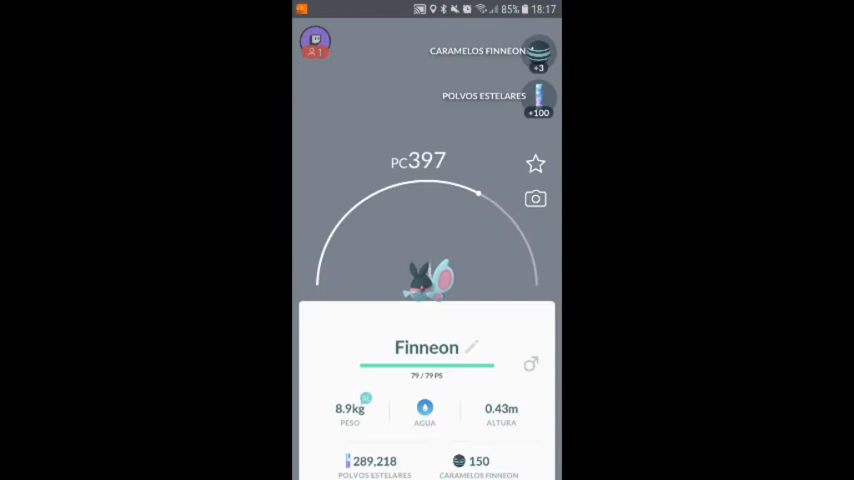 85% 18:17
1
CARAMELOS FINNEON
+3
POLVOS ESTELARES
+100
PC397
Finneon
79 / 79 PS
8.9kg
XL
0.43m
PESO
AGUA
ALTURA
289,218
150
POLVOS ESTELARES
CARAMELOS FINNEON